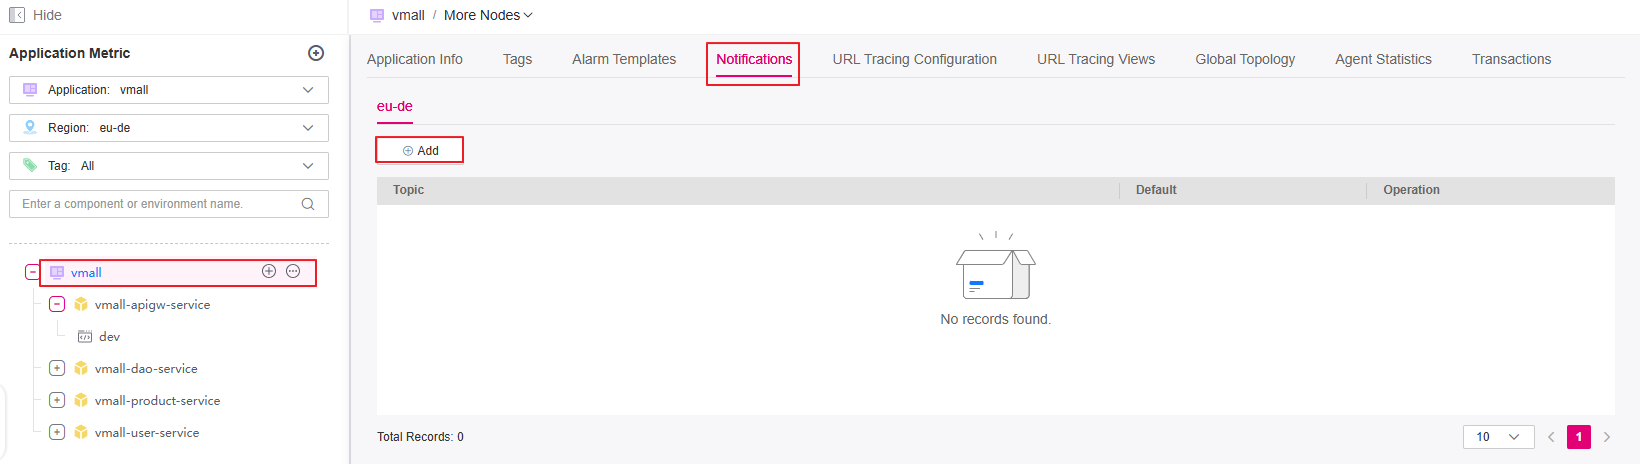 Hide
vmall / More Nodes
Application Metric
Application: vmall
Region: eu-de
Tag: All
Enter a component or environment name.
vmall
vmall-apigw-service
dev
vmall-dao-service
vmall-product-service
vmall-user-service
Application Info Tags Alarm Templates Notifications URL Tracing Configuration URL Tracing Views Global Topology Agent Statistics Transactions
eu-de
Add
Topic Default Operation
No records found.
Total Records: 0
10 1